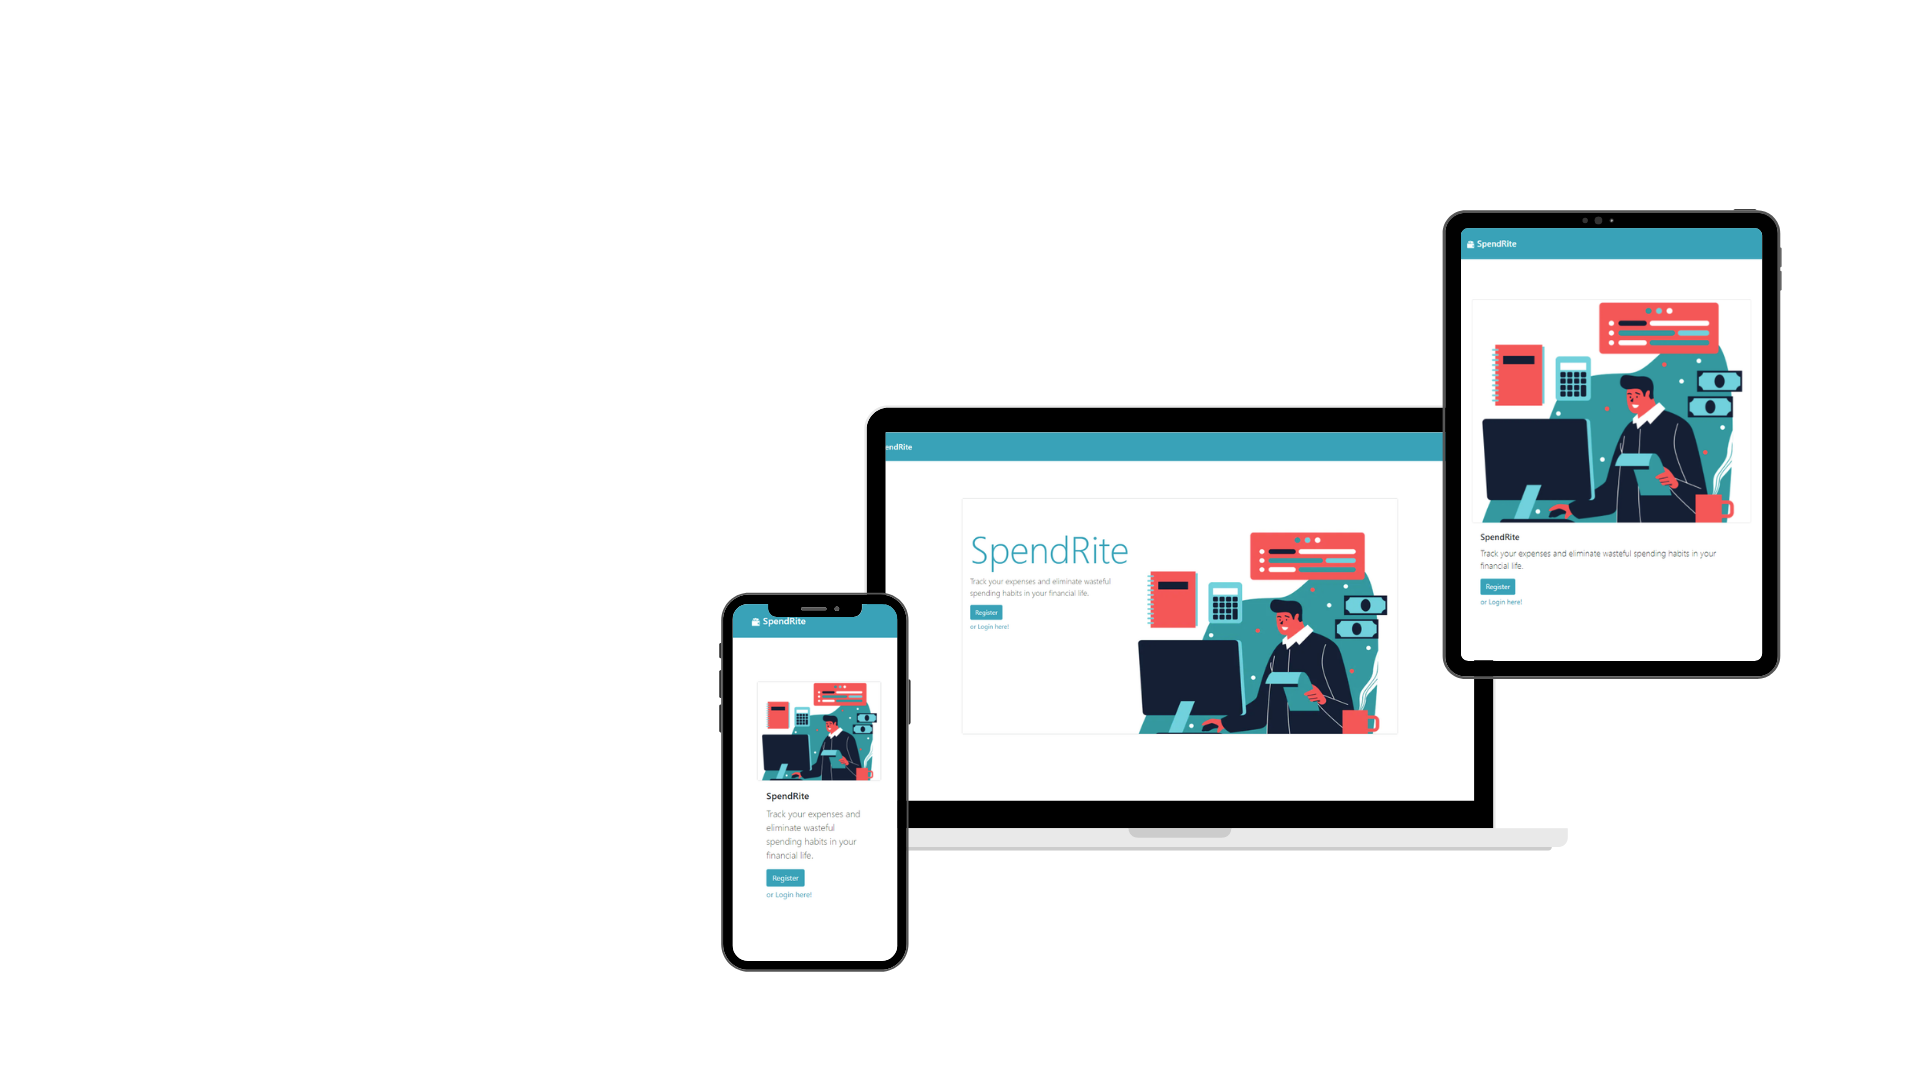 SpendRite
SpendRite
Track your expenses and eliminate wasteful spending habits in your
financial life.
Register
or Login here!
endRite
SpendRite
Track your expenses and eliminate wasteful
spending habits in your financial life.
Register
or Login here!
SpendRite
SpendRite
Track your expenses and
eliminate wasteful
spending habits in your
financial life.
Register
or Login here!